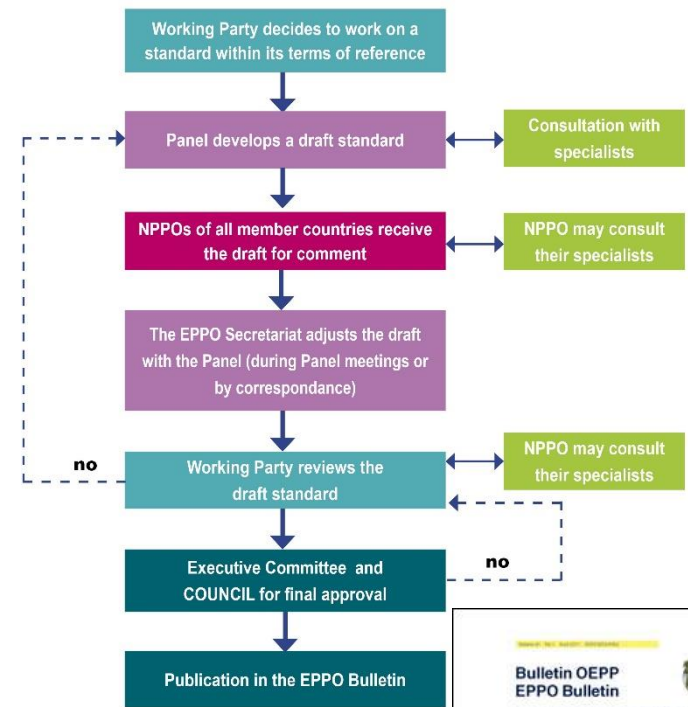 Working Party decides to work on a
standard within its terms of reference
Panel develops a draft standard
Consultation with
specialists
NPPOs of all member countries receive
the draft for comment
NPPO may consult
their specialists
The EPPO Secretariat adjusts the draft
with the Panel (during Panel meetings or
by correspondance)
no
Working Party reviews the
draft standard
NPPO may consult
their specialists
Executive Committee and
COUNCIL for final approval
no
Publication in the EPPO Bulletin
Bulletin OEPP
EPPO Bulletin